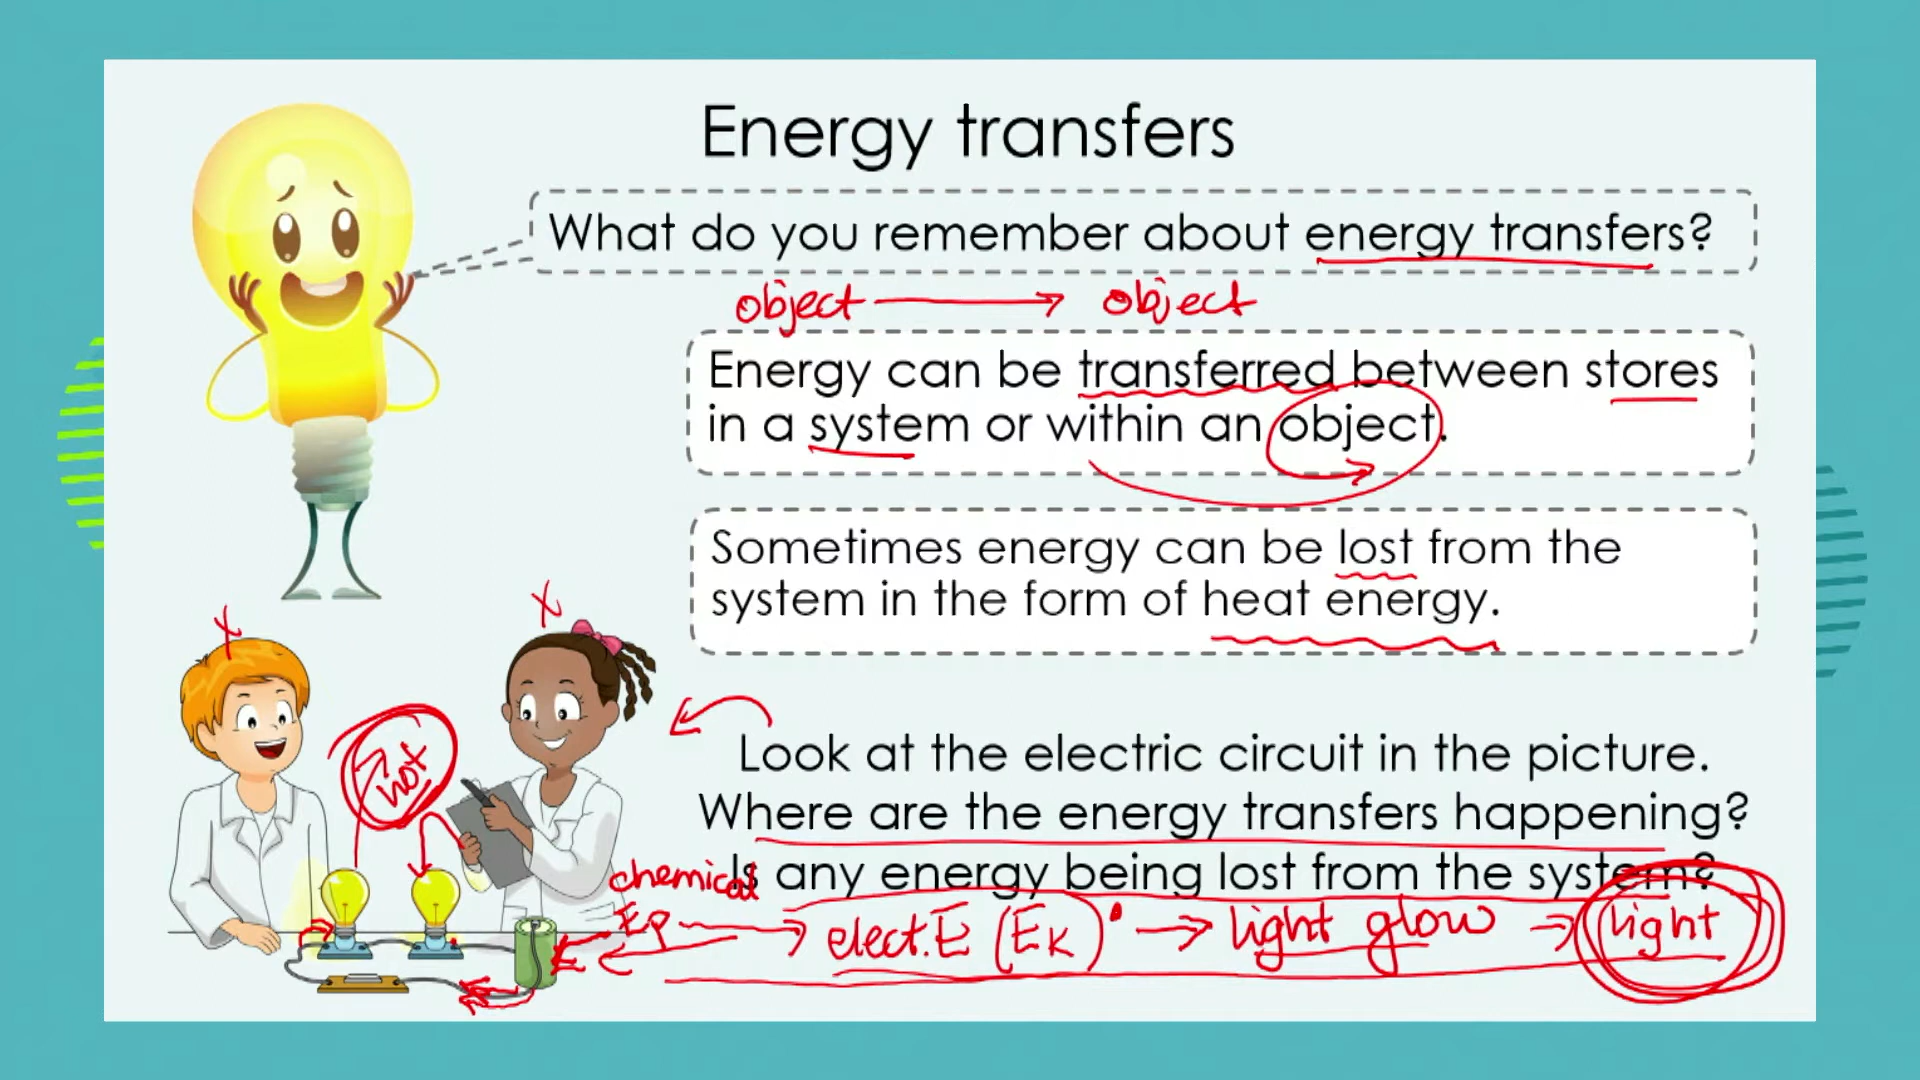 Energy transfers
What do you remember about energy transfers?
object → object
Energy can be transferred between stores
in a system or within an object.
Sometimes energy can be lost from the
system in the form of heat energy.
Look at the electric circuit in the picture.
Where are the energy transfers happening?
Is any energy being lost from the system?
hot
chemical
Ep → elect.E (EK) → light glow → light